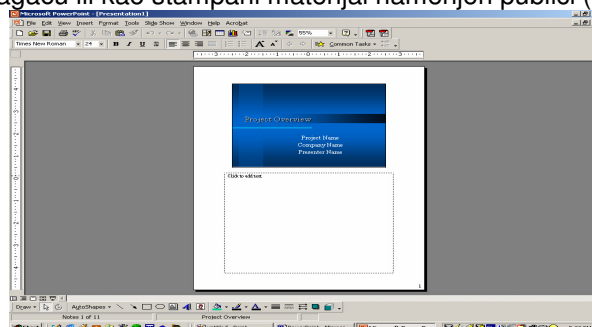 agaču ili kao štampani materijal namenjen publici (
Microsoft PowerPoint - [Presentation1]
File Edit View Insert Format Tools Slide Show Window Help Acrobat
55%
Times New Roman 24 B U S Common Tasks
Project Overview
Project Name
Company Name
Presenter Name
Click to add text
1
Draw AutoShapes
Notes 1 of 11 Project Overview